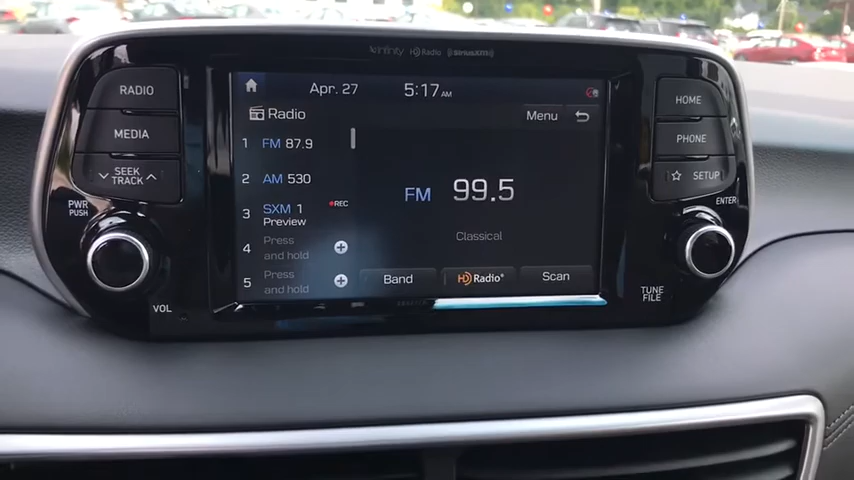 infinity HD Radio ((SiriusXM))
RADIO
MEDIA
SEEK
TRACK
PWR
PUSH
VOL
Apr. 27 5:17 AM
Radio
Menu
1 FM 87.9
2 AM 530
3 SXM 1 REC
Preview
4 Press
and hold
5 Press
and hold
FM 99.5
Classical
Band
HD Radio
Scan
HOME
PHONE
SETUP
ENTER
TUNE
FILE